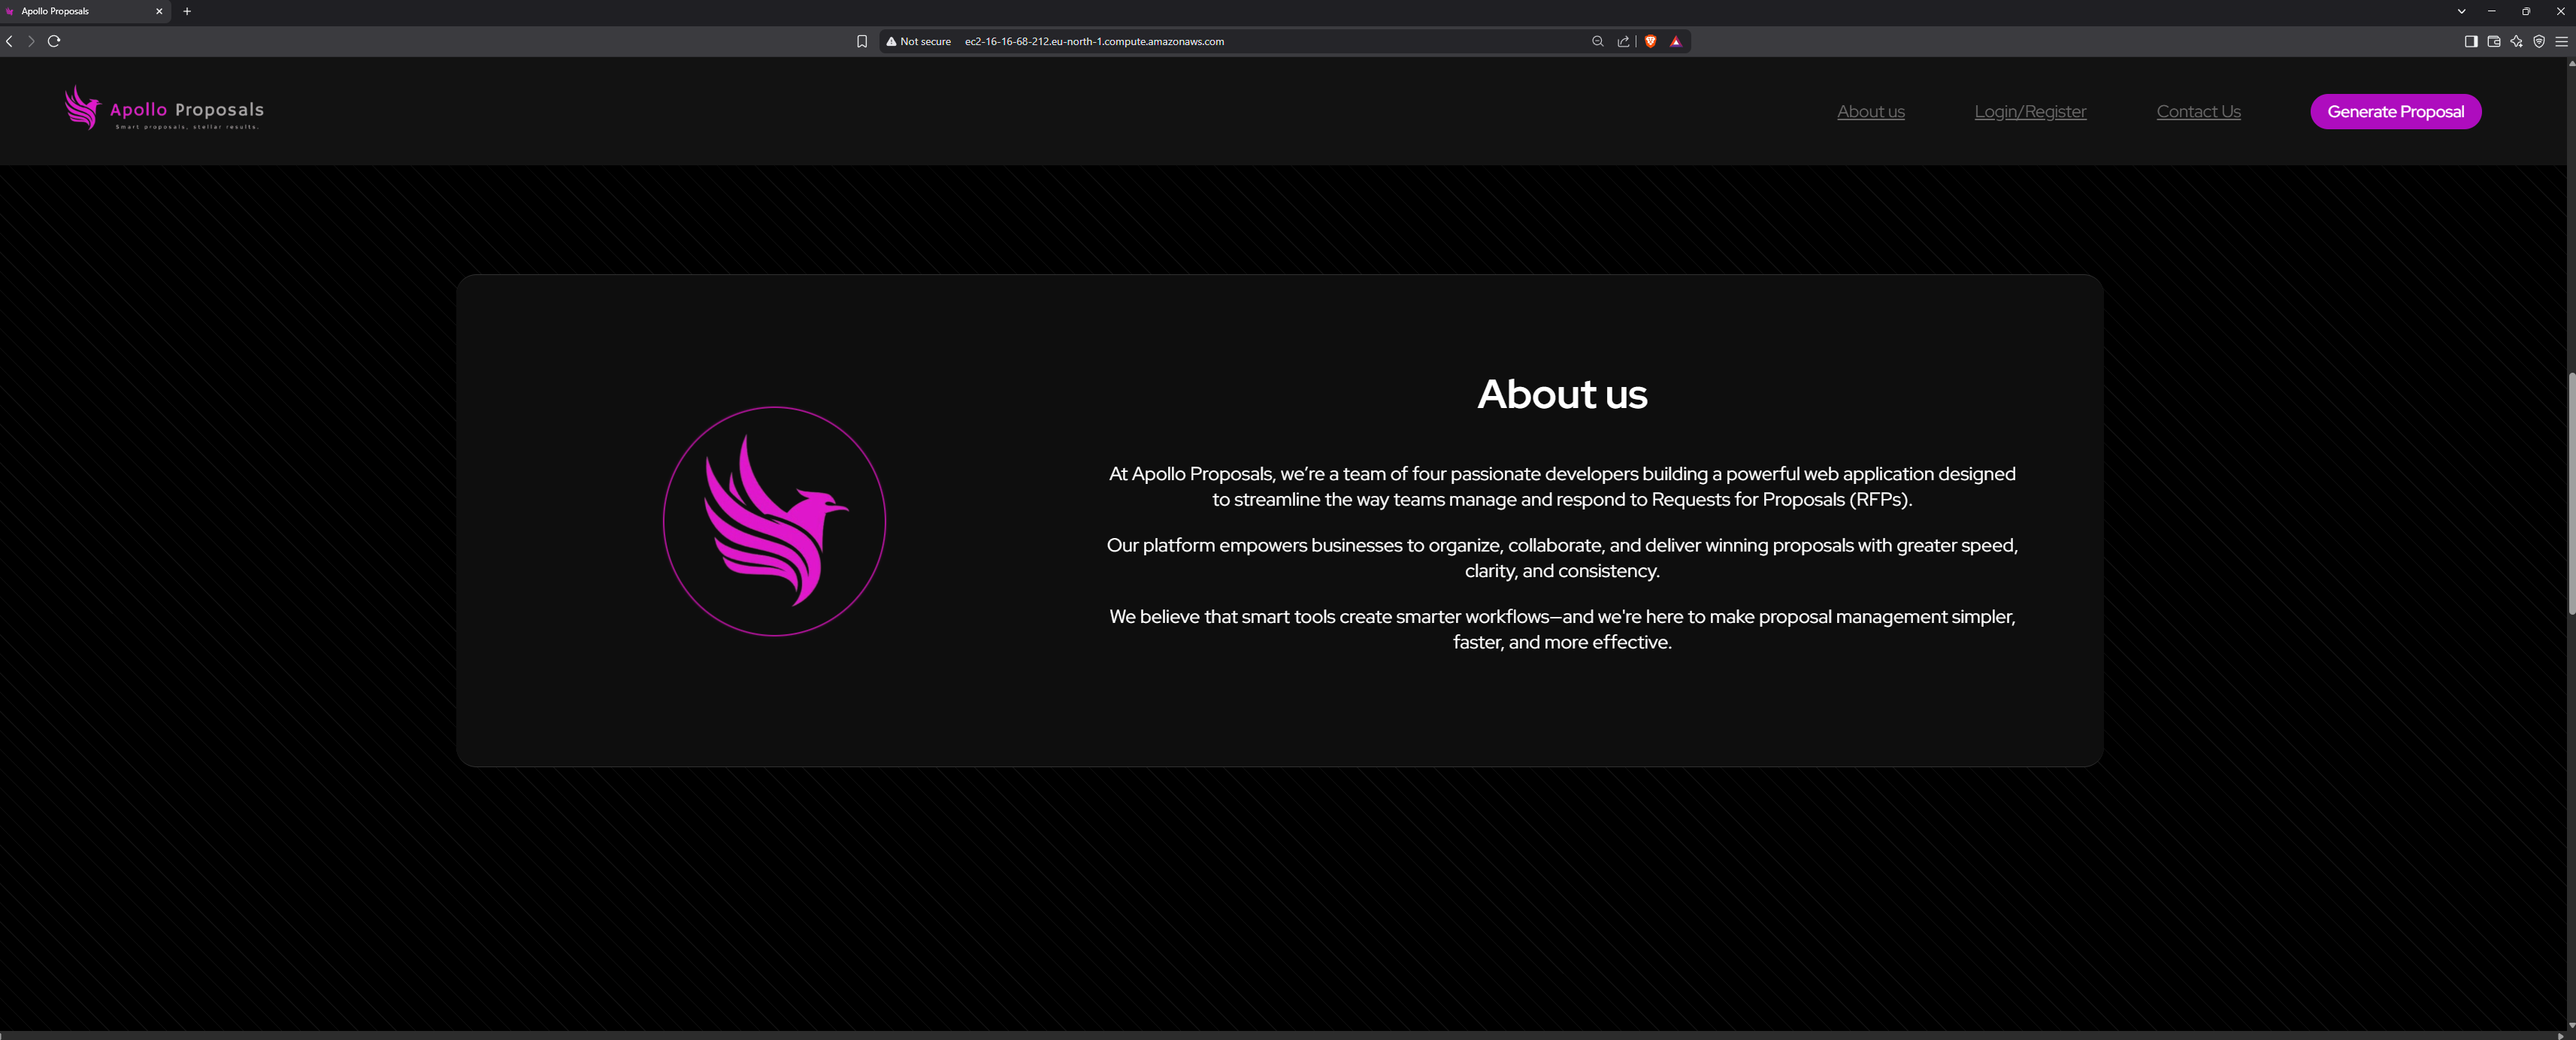 Apollo Proposals
Not secure ec2-16-16-68-212.eu-north-1.compute.amazonaws.com
Apollo Proposals
Smart proposals, stellar results.
About us
Login/Register
Contact Us
Generate Proposal
About us
At Apollo Proposals, we’re a team of four passionate developers building a powerful web application designed
to streamline the way teams manage and respond to Requests for Proposals (RFPs).
Our platform empowers businesses to organize, collaborate, and deliver winning proposals with greater speed,
clarity, and consistency.
We believe that smart tools create smarter workflows—and we're here to make proposal management simpler,
faster, and more effective.